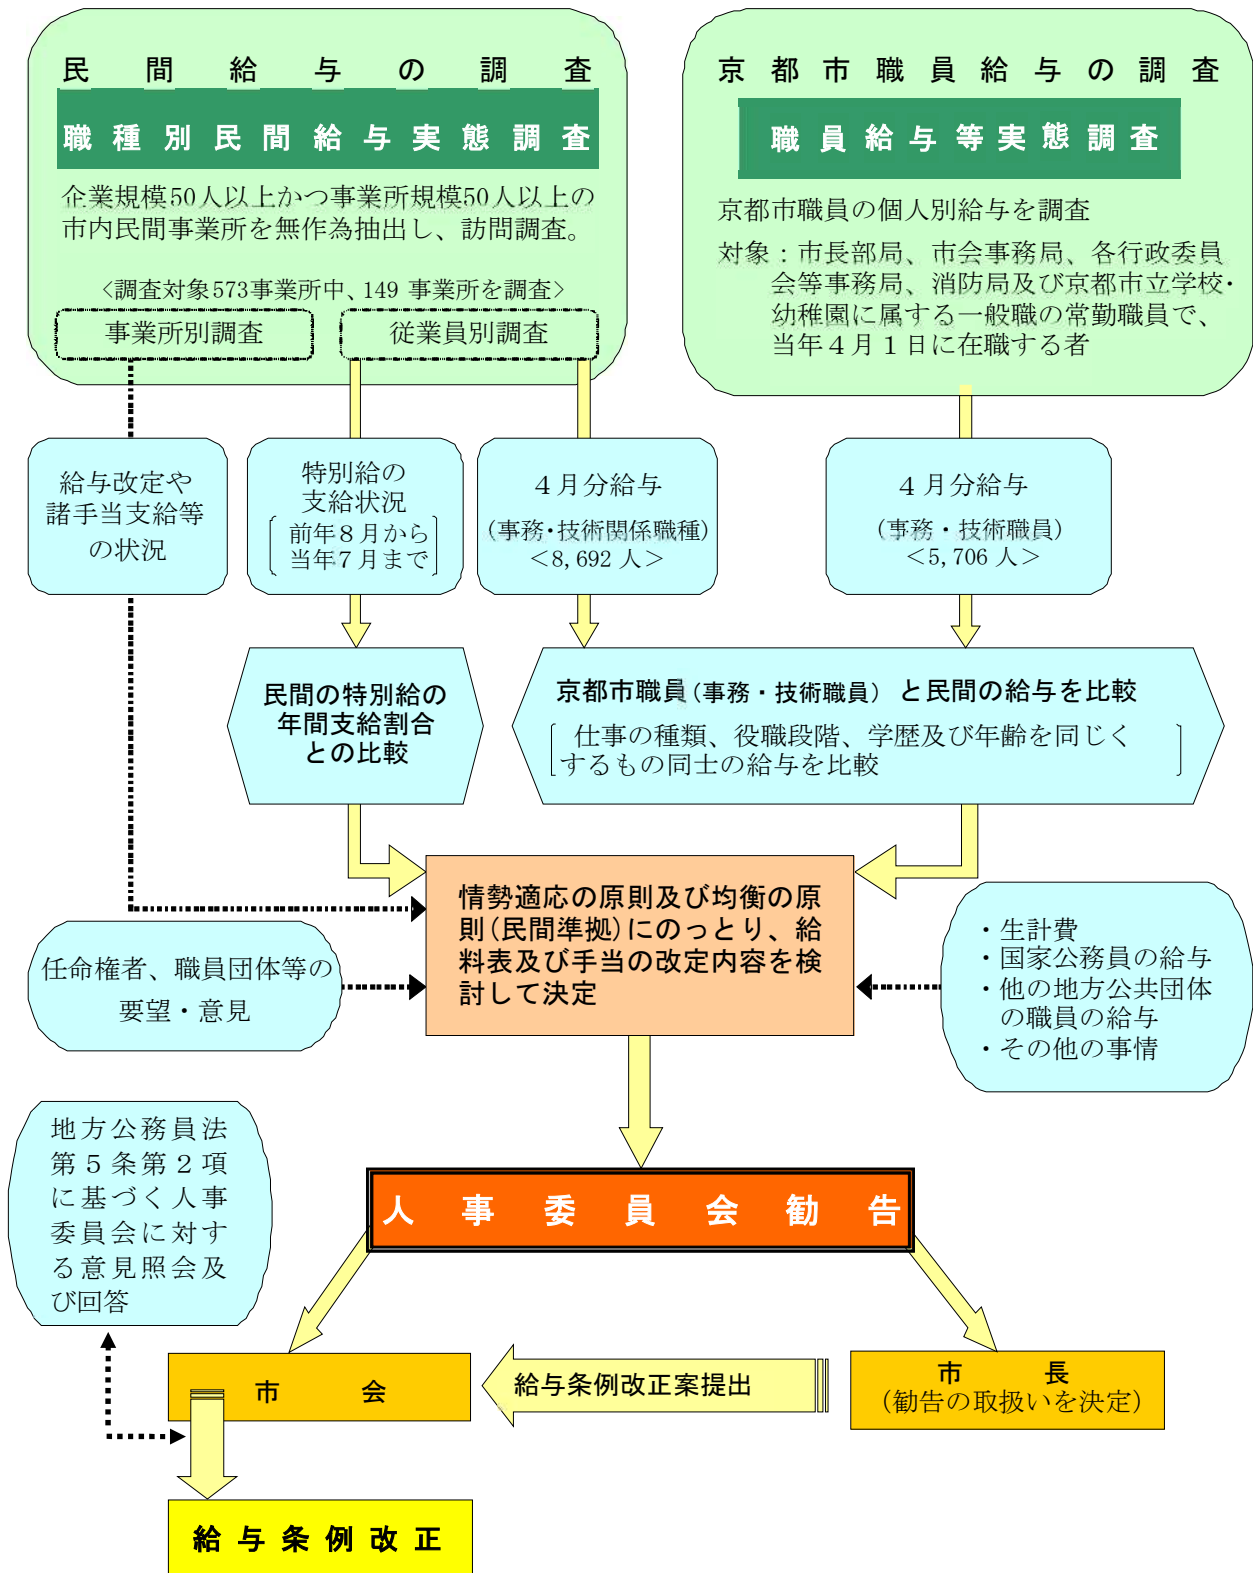 民間給与の調査
職種別民間給与実態調査
企業規模50人以上かつ事業所規模50人以上の
市内民間事業所を無作為抽出し、訪問調査。
<調査対象573事業所中、149 事業所を調査>
事業所別調査
従業員別調査
京都市職員給与の調査
職員給与等実態調査
京都市職員の個人別給与を調査
対象：市長部局、市会事務局、各行政委員
会等事務局、消防局及び京都市立学校・
幼稚園に属する一般職の常勤職員で、
当年４月１日に在職する者
給与改定や
諸手当支給等
の状況
特別給の
支給状況
前年８月から
当年７月まで
４月分給与
(事務・技術関係職種)
＜8,692 人＞
４月分給与
(事務・技術職員)
＜5,706 人＞
民間の特別給の
年間支給割合
との比較
京都市職員(事務・技術職員)と民間の給与を比較
仕事の種類、役職段階、学歴及び年齢を同じく
するもの同士の給与を比較
情勢適応の原則及び均衡の原
則(民間準拠)にのっとり、給
料表及び手当の改定内容を検
討して決定
任命権者、職員団体等の
要望・意見
・生計費
・国家公務員の給与
・他の地方公共団体
の職員の給与
・その他の事情
地方公務員法
第５条第２項
に基づく人事
委員会に対す
る意見照会及
び回答
人事委員会勧告
市会
給与条例改正案提出
市長
(勧告の取扱いを決定)
給与条例改正